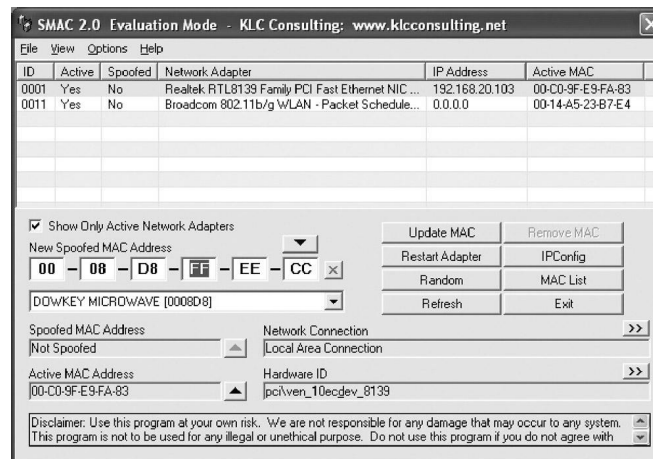 SMAC 2.0 Evaluation Mode - KLC Consulting: www.klcconsulting.net
File View Options Help
ID Active Spoofed Network Adapter IP Address Active MAC
0001 Yes No Realtek RTL8139 Family PCI Fast Ethernet NIC ... 192.168.20.103 00-C0-9F-E9-FA-83
0011 Yes No Broadcom 802.11b/g WLAN - Packet Schedule... 0.0.0.0 00-14-A5-23-B7-E4
Show Only Active Network Adapters
New Spoofed MAC Address
00 - 08 - D8 - FF - EE - CC
DOWKEY MICROWAVE [0008D8]
Update MAC Remove MAC
Restart Adapter IPConfig
Random MAC List
Refresh Exit
Spoofed MAC Address Network Connection >>
Not Spoofed Local Area Connection
Active MAC Address Hardware ID >>
00-C0-9F-E9-FA-83 pci\ven_10ec&dev_8139
Disclaimer: Use this program at your own risk. We are not responsible for any damage that may occur to any system.
This program is not to be used for any illegal or unethical purpose. Do not use this program if you do not agree with